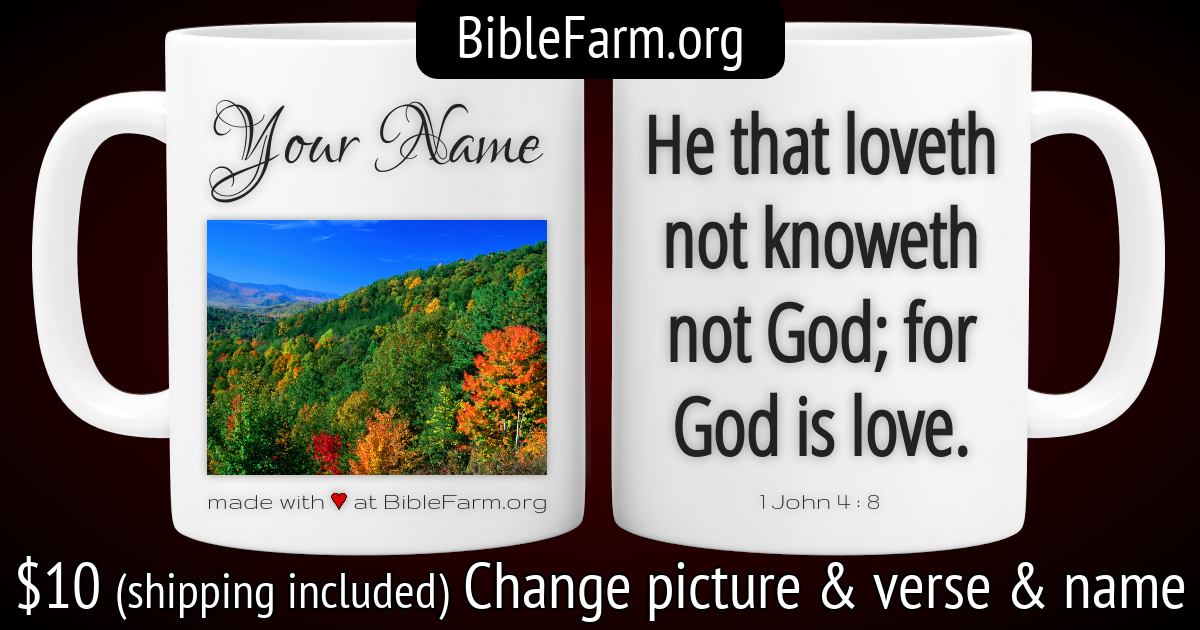 BibleFarm.org
Your Name
made with ♥ at BibleFarm.org
He that loveth
not knoweth
not God; for
God is love.
1 John 4 : 8
$10 (shipping included) Change picture & verse & name